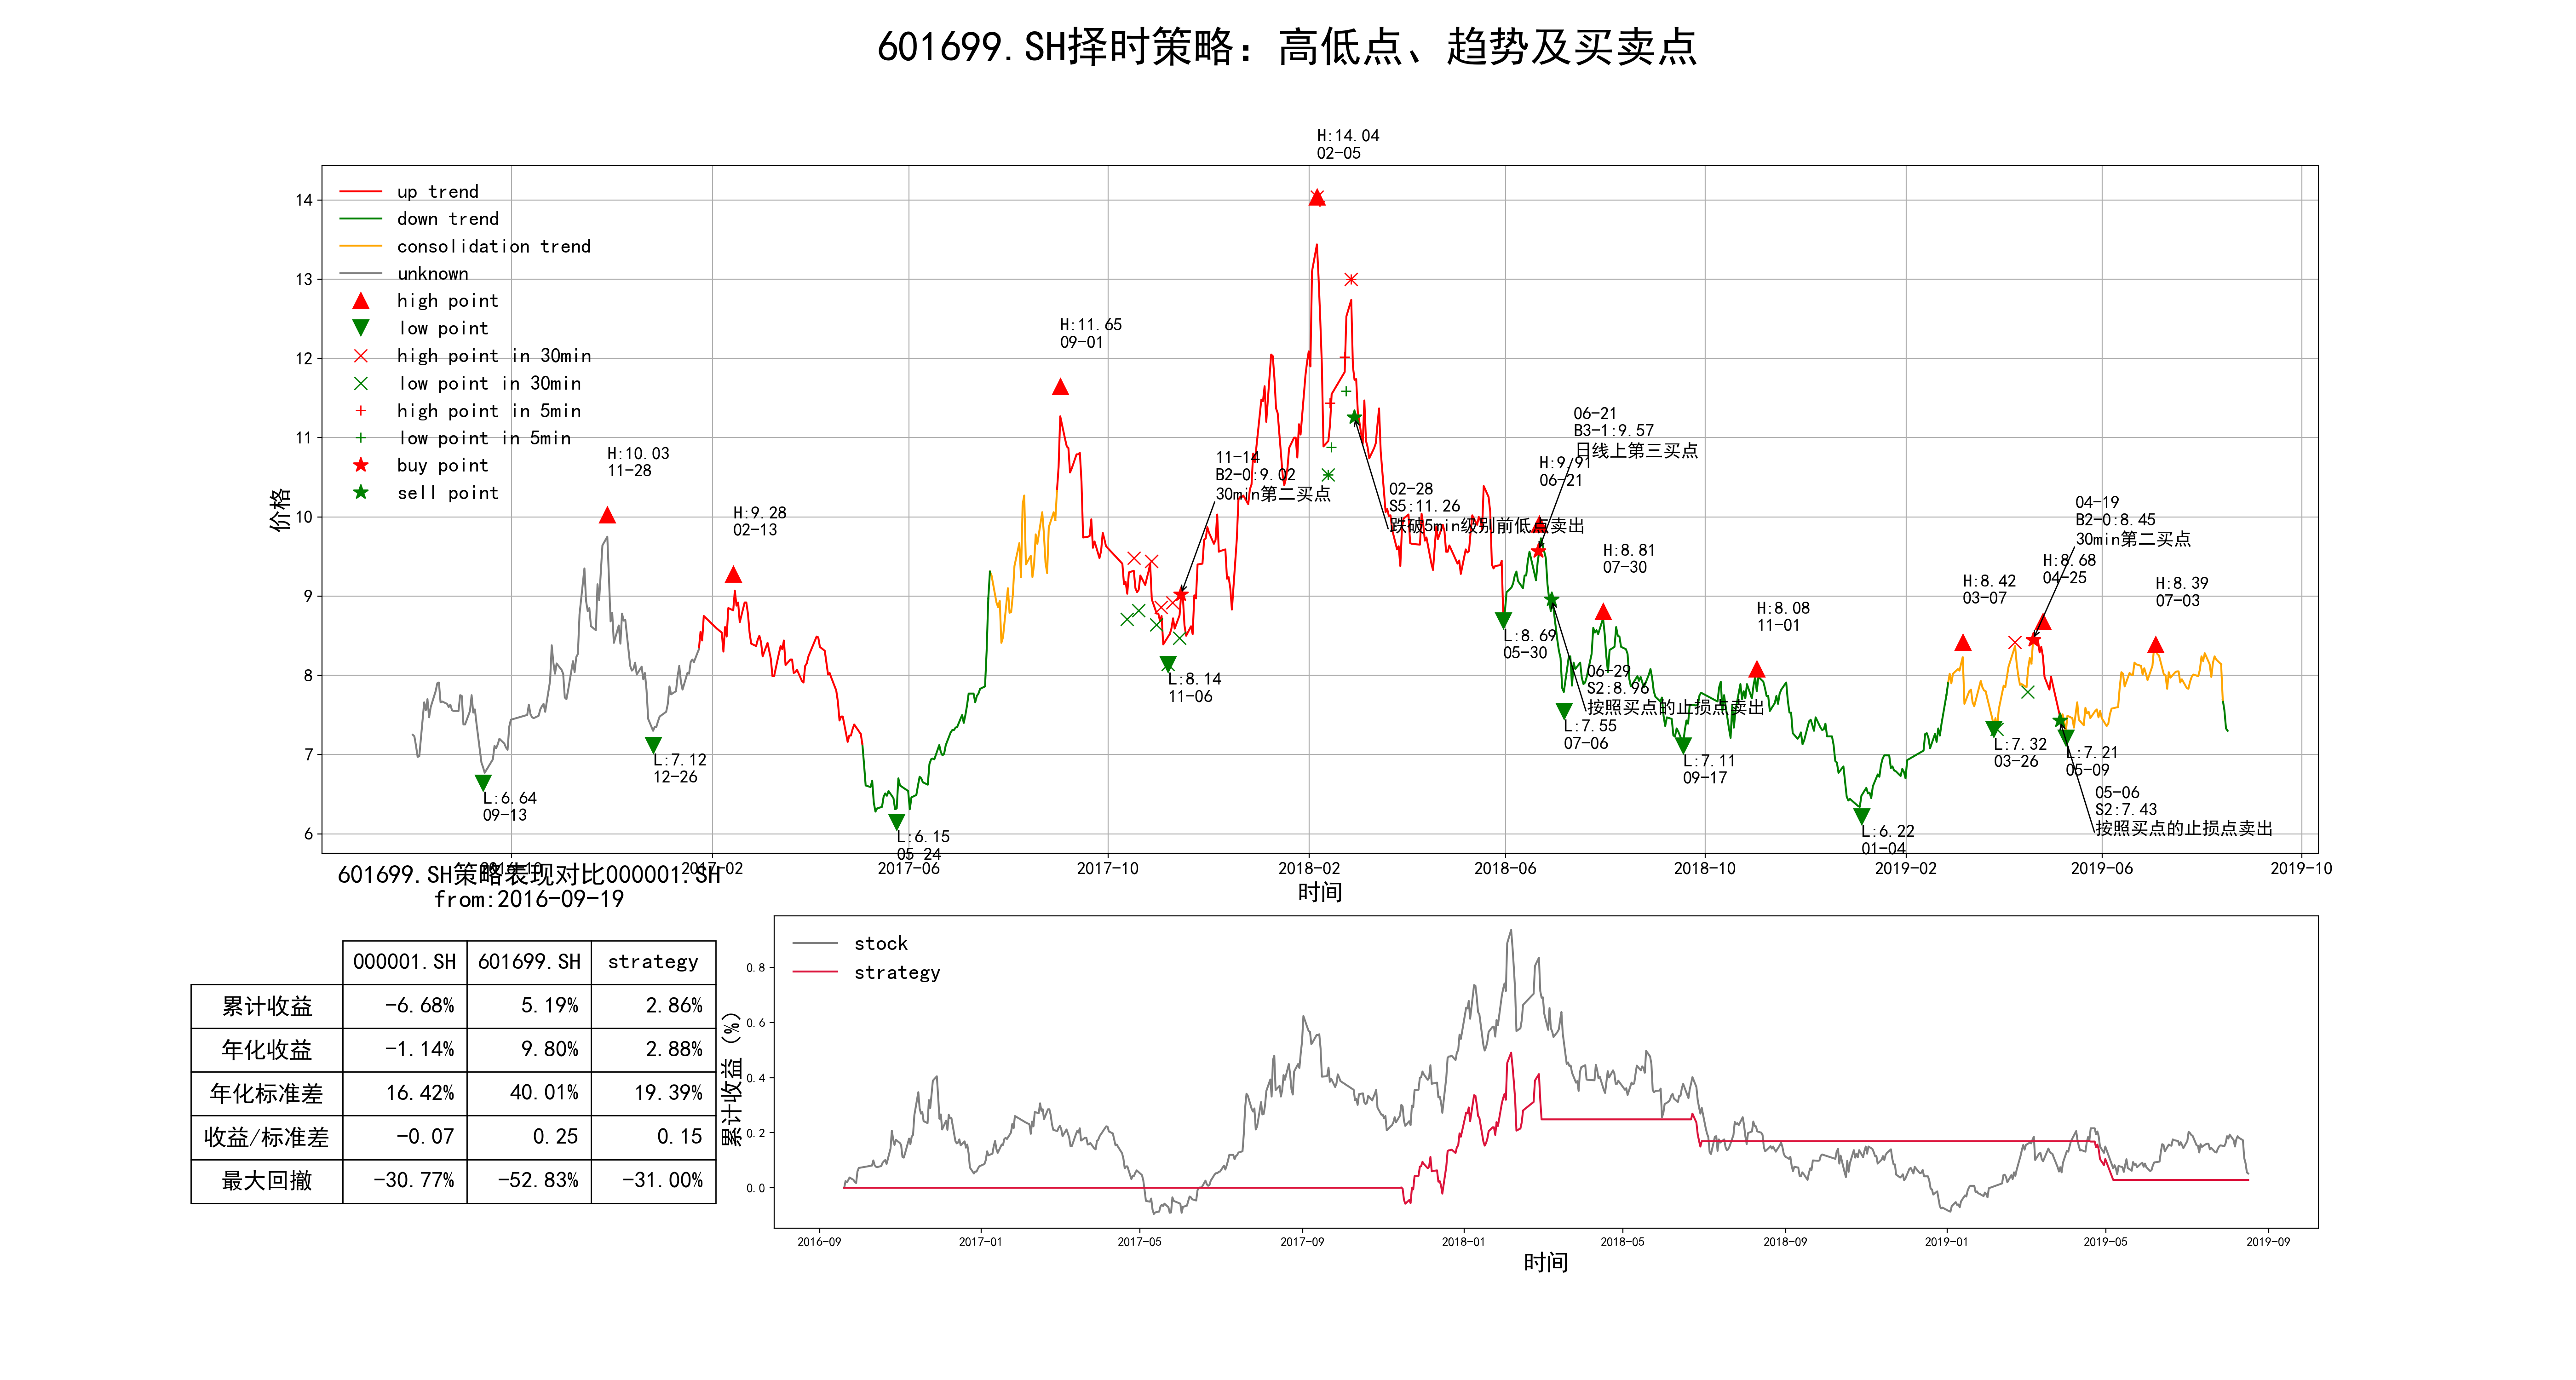 601699.SH择时策略：高低点、趋势及买卖点
H:14.04
02-05
up trend
down trend
consolidation trend
unknown
high point
low point
high point in 30min
low point in 30min
high point in 5min
low point in 5min
buy point
sell point
价格
14
13
12
11
10
9
8
7
6
H:10.03
11-28
H:9.28
02-13
H:11.65
09-01
11-14
B2-0:9.02
30min第二买点
02-28
S5:11.26
跌破5min级别前低点卖出
06-21
B3-1:9.57
日线上第三买点
H:9.91
06-21
H:8.81
07-30
H:8.08
11-01
H:8.42
03-07
04-19
B2-0:8.45
30min第二买点
H:8.68
04-25
H:8.39
07-03
L:6.64
09-13
L:7.12
12-26
L:6.15
05-24
L:8.14
11-06
L:8.69
05-30
06-29
S2:8.96
按照买点的止损点卖出
L:7.55
07-06
L:7.11
09-17
L:6.22
01-04
L:7.32
03-26
L:7.21
05-09
05-06
S2:7.43
按照买点的止损点卖出
2016-10
2017-02
2017-06
2017-10
2018-02
2018-06
2018-10
2019-02
2019-06
2019-10
时间
601699.SH策略表现对比000001.SH
from:2016-09-19
000001.SH 601699.SH strategy
累计收益 -6.68% 5.19% 2.86%
年化收益 -1.14% 9.80% 2.88%
年化标准差 16.42% 40.01% 19.39%
收益/标准差 -0.07 0.25 0.15
最大回撤 -30.77% -52.83% -31.00%
stock
strategy
累计收益（%）
0.8
0.6
0.4
0.2
0.0
2016-09
2017-01
2017-05
2017-09
2018-01
2018-05
2018-09
2019-01
2019-05
2019-09
时间